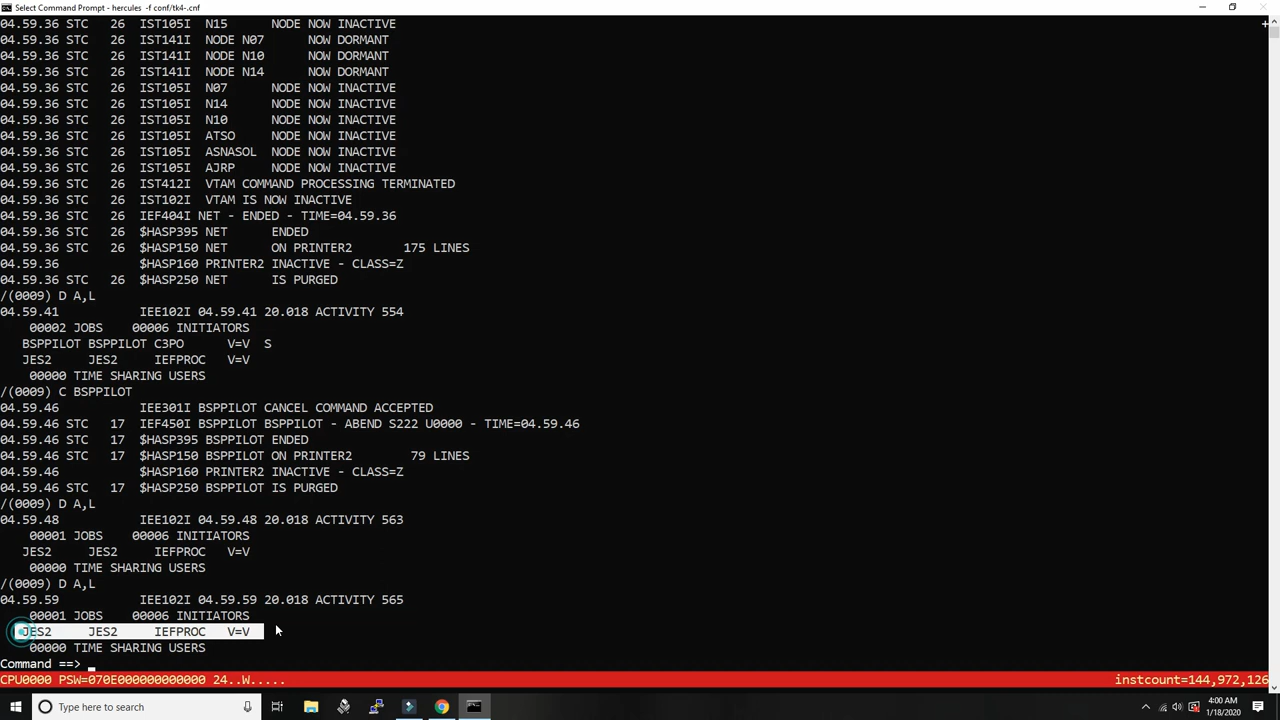 Select Command Prompt - hercules  -f conf/tk4-.cnf
04.59.36 STC   26  IST105I  N15      NODE NOW INACTIVE
04.59.36 STC   26  IST141I  NODE N07      NOW DORMANT
04.59.36 STC   26  IST141I  NODE N10      NOW DORMANT
04.59.36 STC   26  IST141I  NODE N14      NOW DORMANT
04.59.36 STC   26  IST105I  N07      NODE NOW INACTIVE
04.59.36 STC   26  IST105I  N14      NODE NOW INACTIVE
04.59.36 STC   26  IST105I  N10      NODE NOW INACTIVE
04.59.36 STC   26  IST105I  ATSO     NODE NOW INACTIVE
04.59.36 STC   26  IST105I  ASNASOL  NODE NOW INACTIVE
04.59.36 STC   26  IST105I  AJRP     NODE NOW INACTIVE
04.59.36 STC   26  IST412I  VTAM COMMAND PROCESSING TERMINATED
04.59.36 STC   26  IST102I  VTAM IS NOW INACTIVE
04.59.36 STC   26  IEF404I NET - ENDED - TIME=04.59.36
04.59.36 STC   26  $HASP395 NET      ENDED
04.59.36 STC   26  $HASP150 NET      ON PRINTER2       175 LINES
04.59.36           $HASP160 PRINTER2 INACTIVE - CLASS=Z
04.59.36 STC   26  $HASP250 NET      IS PURGED
/(0009) D A,L
04.59.41           IEE102I 04.59.41 20.018 ACTIVITY 554
    00002 JOBS    00006 INITIATORS
   BSPPILOT BSPPILOT C3PO      V=V  S
   JES2     JES2     IEFPROC   V=V
    00000 TIME SHARING USERS
/(0009) C BSPPILOT
04.59.46           IEE301I BSPPILOT CANCEL COMMAND ACCEPTED
04.59.46 STC   17  IEF450I BSPPILOT BSPPILOT - ABEND S222 U0000 - TIME=04.59.46
04.59.46 STC   17  $HASP395 BSPPILOT ENDED
04.59.46 STC   17  $HASP150 BSPPILOT ON PRINTER2        79 LINES
04.59.46           $HASP160 PRINTER2 INACTIVE - CLASS=Z
04.59.46 STC   17  $HASP250 BSPPILOT IS PURGED
/(0009) D A,L
04.59.48           IEE102I 04.59.48 20.018 ACTIVITY 563
    00001 JOBS    00006 INITIATORS
   JES2     JES2     IEFPROC   V=V
    00000 TIME SHARING USERS
/(0009) D A,L
04.59.59           IEE102I 04.59.59 20.018 ACTIVITY 565
    00001 JOBS    00006 INITIATORS
   JES2     JES2     IEFPROC   V=V
    00000 TIME SHARING USERS
Command ==>
CPU0000 PSW=070E000000000000 24..W.....    instcount=144,972,126
Type here to search
4:00 AM
1/18/2020